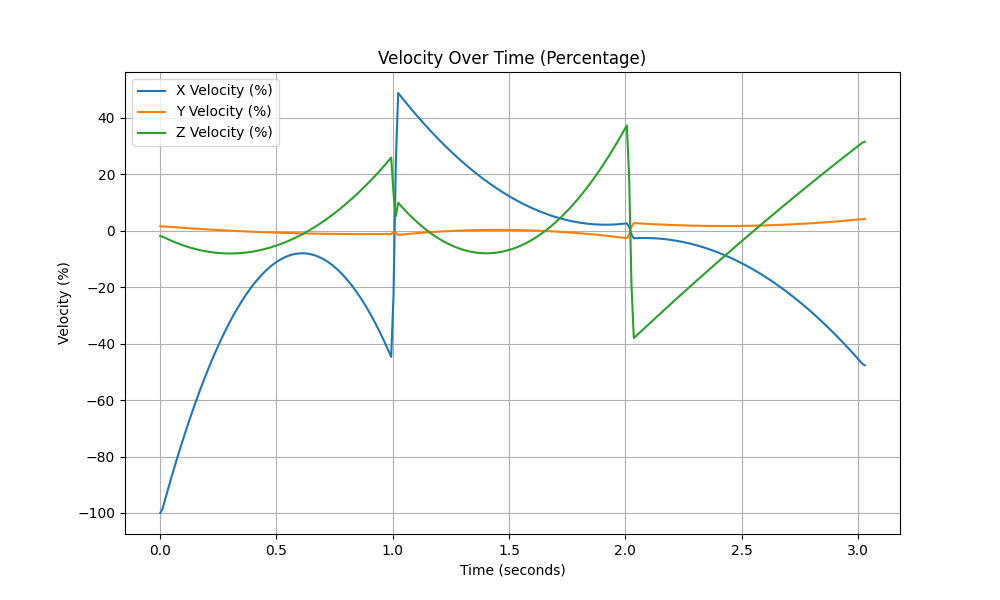 Velocity Over Time (Percentage)
X Velocity (%)
Y Velocity (%)
Z Velocity (%)
40
20
0
−20
−40
−60
−80
−100
Velocity (%)
0.0 0.5 1.0 1.5 2.0 2.5 3.0
Time (seconds)